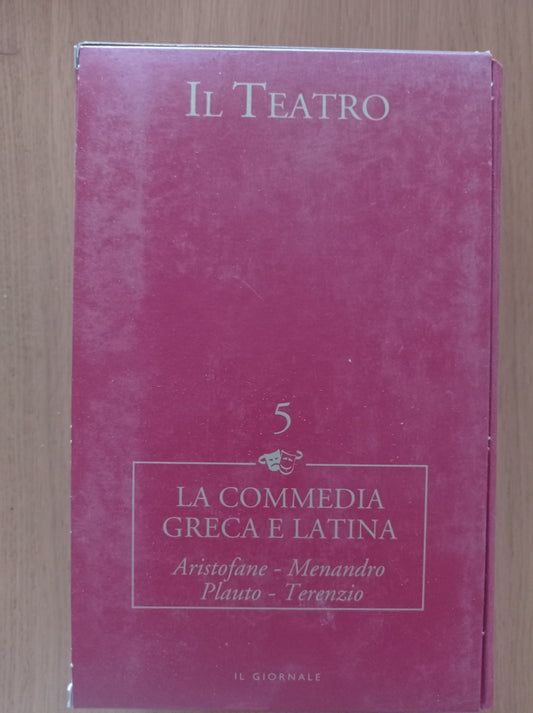 IL TEATRO
5
LA COMMEDIA
GRECA E LATINA
Aristofane - Menandro
Plauto - Terenzio
IL GIORNALE